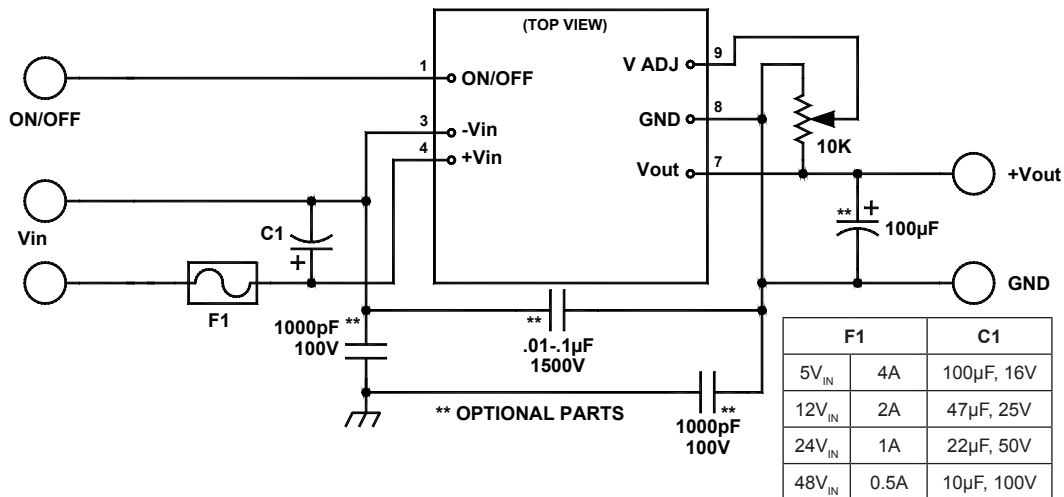 (TOP VIEW)
ON/OFF
1
ON/OFF
3
-Vin
4
+Vin
Vin
C1
+
F1
V ADJ
9
GND
8
Vout
7
10K
+Vout
** +
100µF
GND
1000pF **
100V
**
.01-.1µF
1500V
** OPTIONAL PARTS
**
1000pF
100V
F1 C1
5VIN 4A 100µF, 16V
12VIN 2A 47µF, 25V
24VIN 1A 22µF, 50V
48VIN 0.5A 10µF, 100V